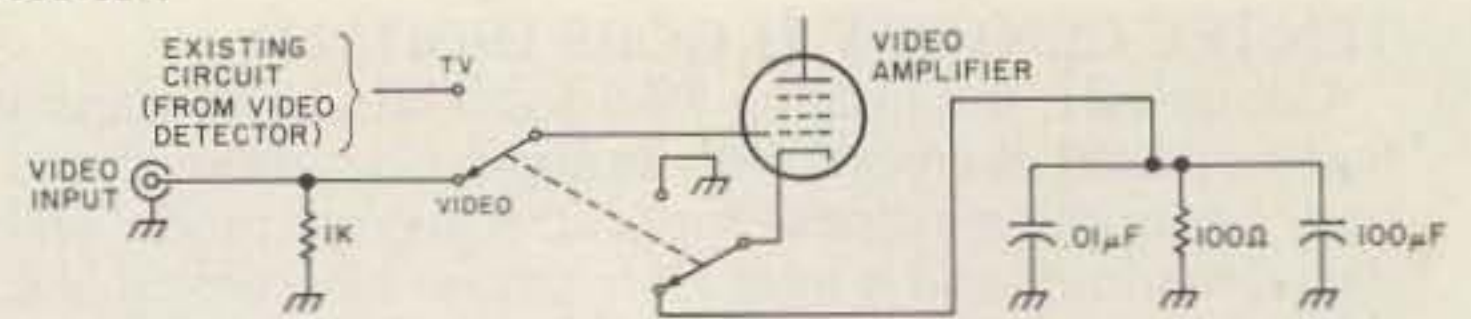 EXISTING
CIRCUIT
(FROM VIDEO
DETECTOR)
TV
VIDEO
AMPLIFIER
VIDEO
INPUT
VIDEO
1K
.01µF
100Ω
100µF